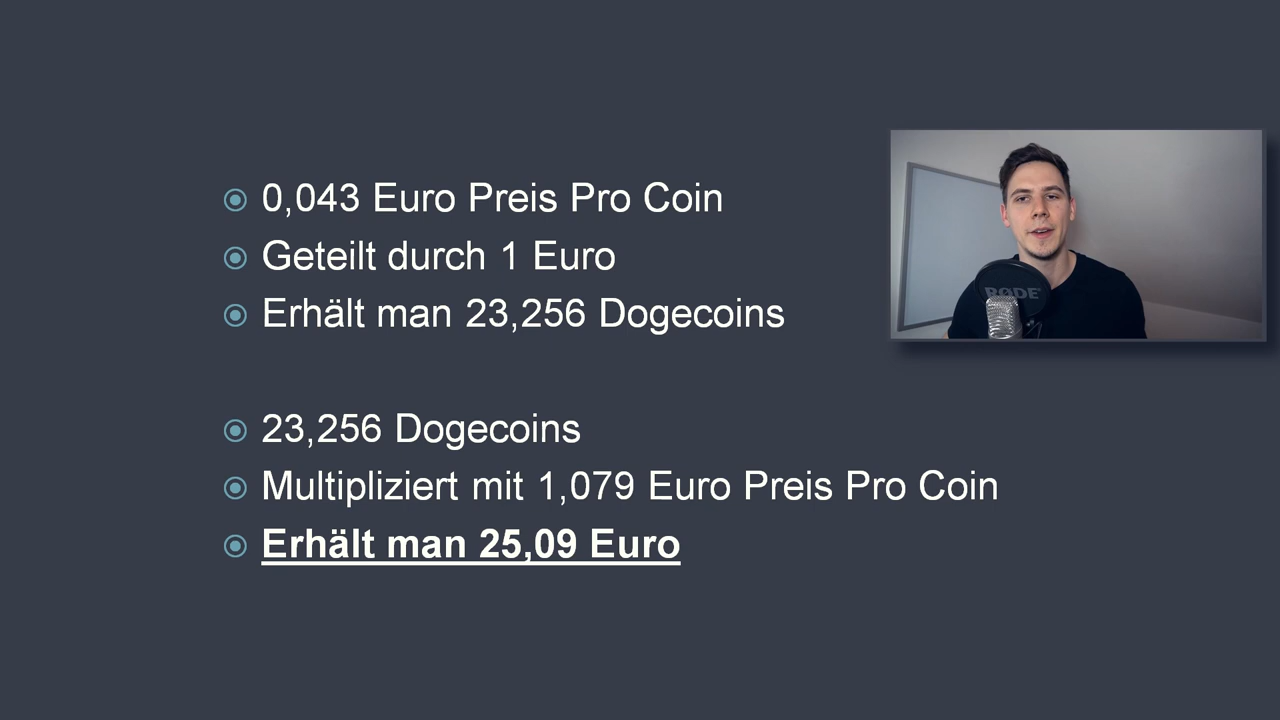 0,043 Euro Preis Pro Coin
Geteilt durch 1 Euro
Erhält man 23,256 Dogecoins
23,256 Dogecoins
Multipliziert mit 1,079 Euro Preis Pro Coin
Erhält man 25,09 Euro
RØDE